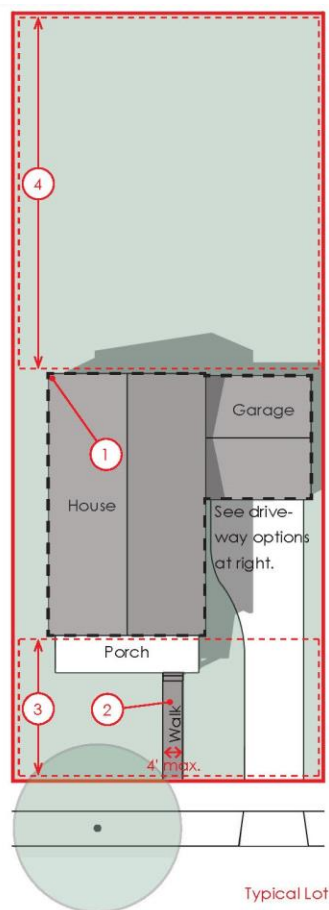 4
Garage
1
House
See drive-
way options
at right.
Porch
3
2
Walk
4' max.
Typical Lot